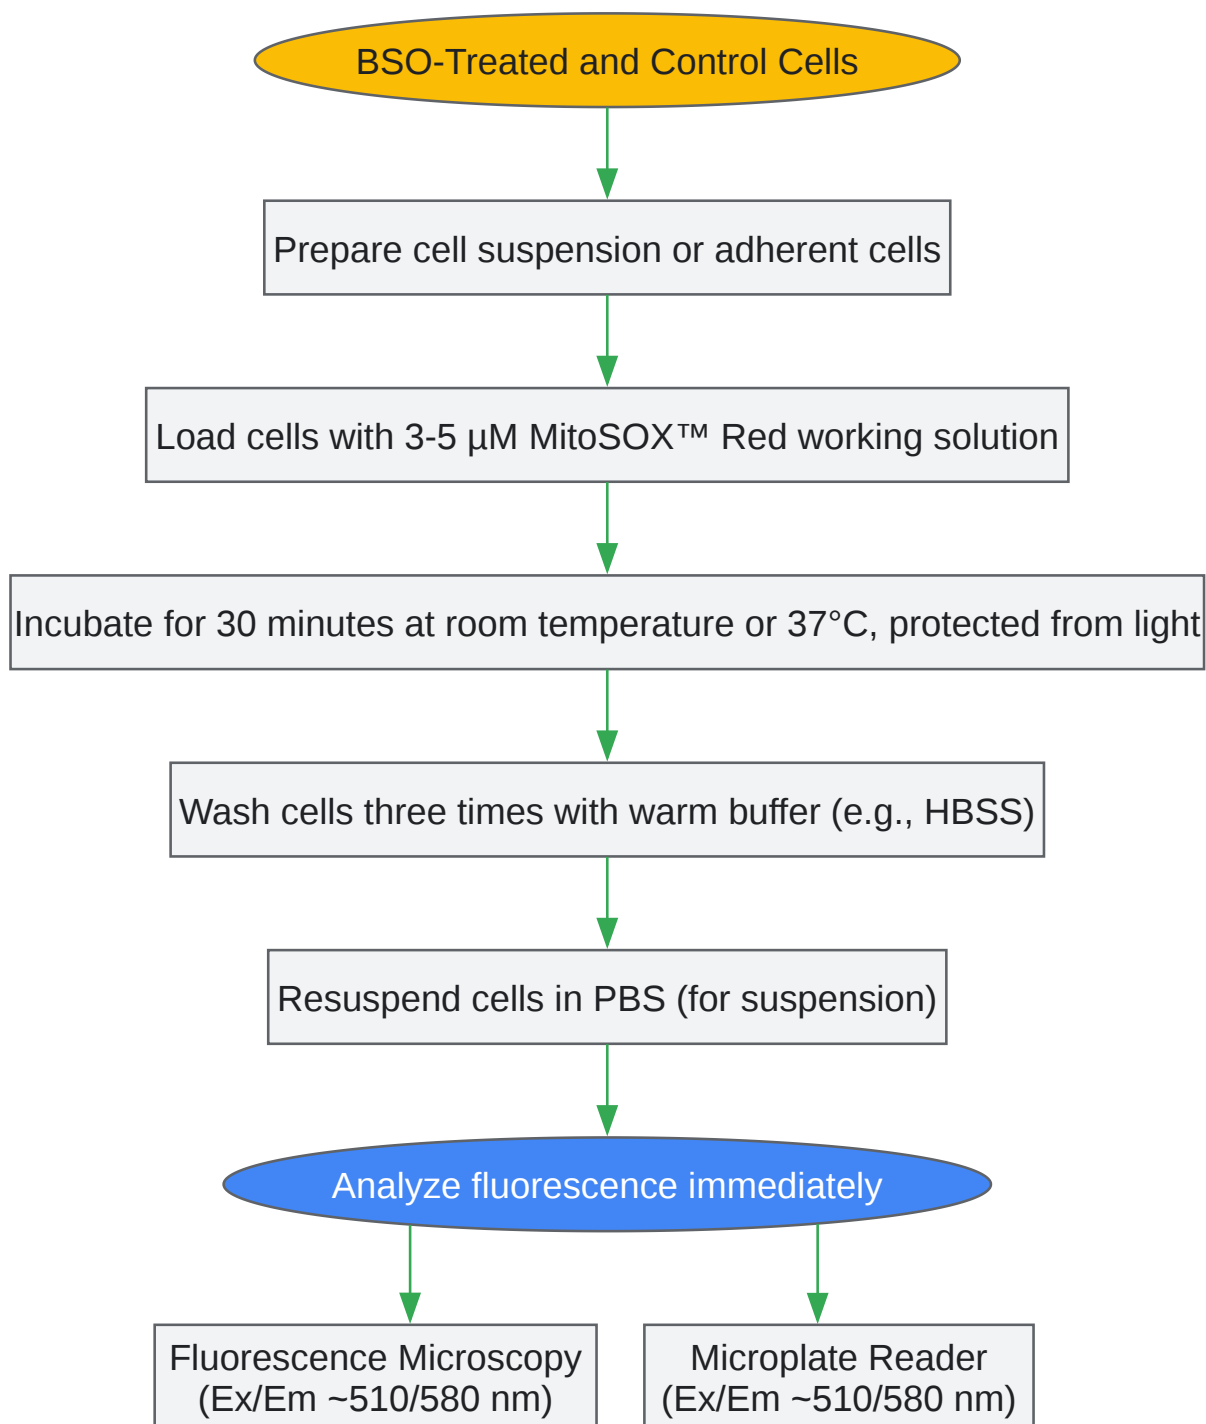 BSO-Treated and Control Cells
Prepare cell suspension or adherent cells
Load cells with 3-5 µM MitoSOX™ Red working solution
Incubate for 30 minutes at room temperature or 37°C, protected from light
Wash cells three times with warm buffer (e.g., HBSS)
Resuspend cells in PBS (for suspension)
Analyze fluorescence immediately
Fluorescence Microscopy
(Ex/Em ~510/580 nm)
Microplate Reader
(Ex/Em ~510/580 nm)